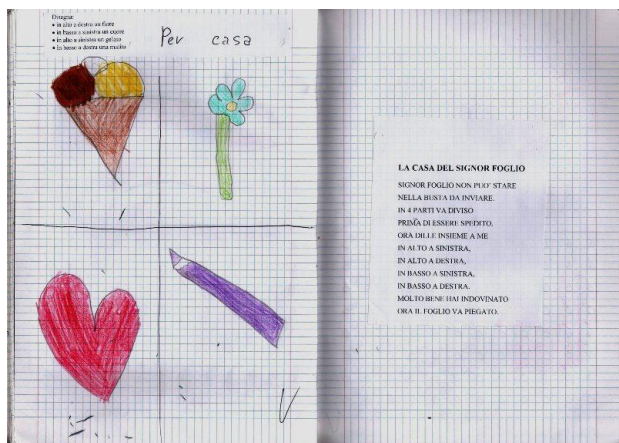 Disegna:
• in alto a destra un fiore
• in basso a sinistra un cuore
• in alto a sinistra un gelato
• in basso a destra una matita
Per casa
LA CASA DEL SIGNOR FOGLIO
SIGNOR FOGLIO NON PUO' STARE
NELLA BUSTA DA INVIARE.
IN 4 PARTI VA DIVISO
PRIMA DI ESSERE SPEDITO.
ORA DILLE INSIEME A ME
IN ALTO A SINISTRA,
IN ALTO A DESTRA,
IN BASSO A SINISTRA,
IN BASSO A DESTRA.
MOLTO BENE HAI INDOVINATO
ORA IL FOGLIO VA PIEGATO.